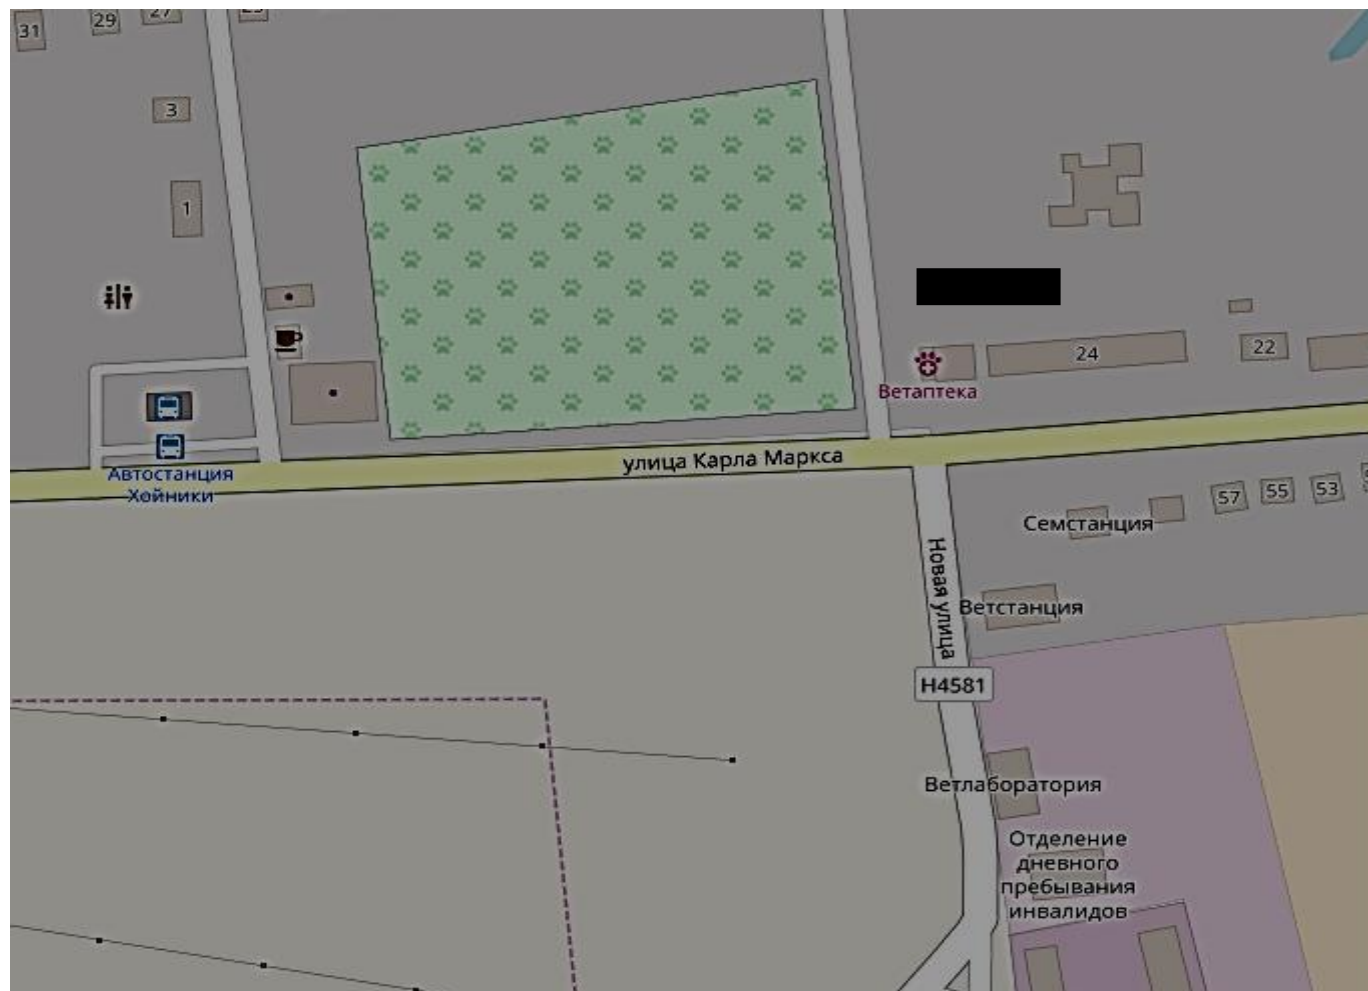 31
29
27
3
1
24
22
Ветаптека
улица Карла Маркса
Автостанция
Хойники
57
55
53
Семстанция
Новая улица
Ветстанция
Н4581
Ветлаборатория
Отделение
дневного
пребывания
инвалидов